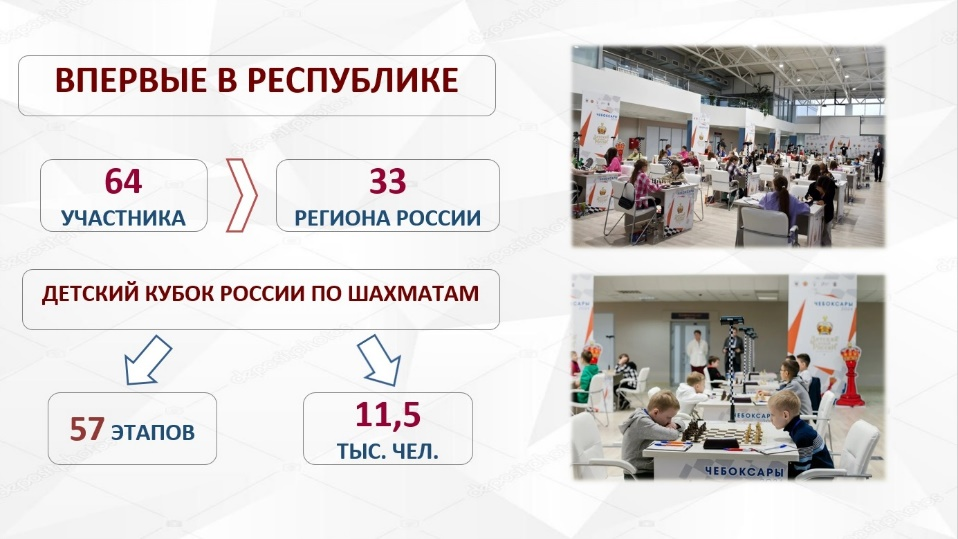 ВПЕРВЫЕ В РЕСПУБЛИКЕ
64
УЧАСТНИКА
33
РЕГИОНА РОССИИ
ДЕТСКИЙ КУБОК РОССИИ ПО ШАХМАТАМ
57 ЭТАПОВ
11,5
ТЫС. ЧЕЛ.
ЧЕБОКСАРЫ
ЧЕБОКСАРЫ
ЧЕБОКСАРЫ
ЧЕБОКСАРЫ